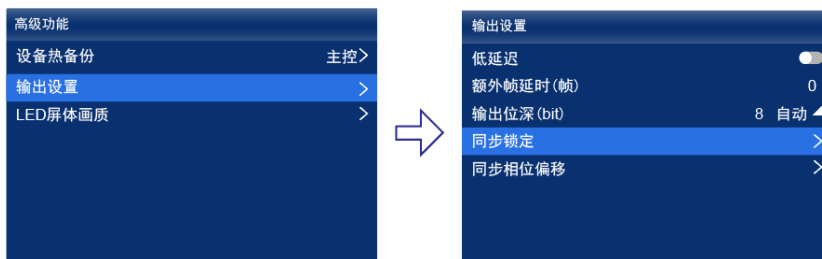 高级功能
设备热备份 主控>
输出设置 >
LED屏体画质 >
输出设置
低延迟
额外帧延时(帧) 0
输出位深(bit) 8 自动
同步锁定 >
同步相位偏移 >